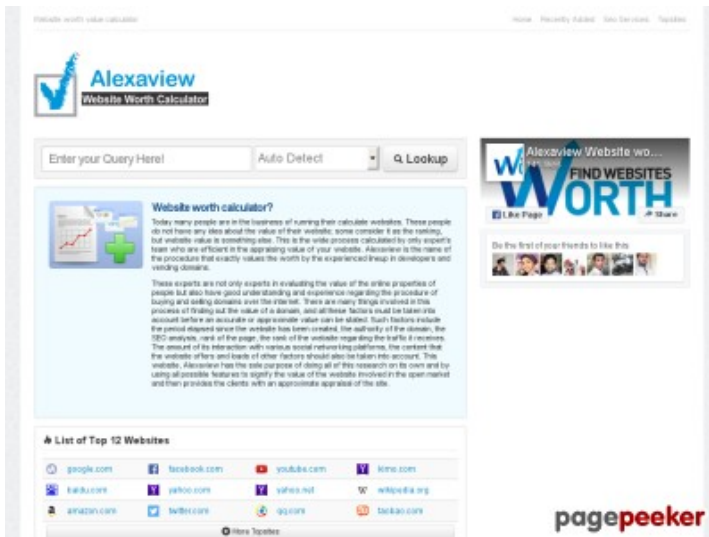 Website worth value calculator
Home Recently Added Seo Services Topsites
Alexaview
Website Worth Calculator
Enter your Query Here!
Auto Detect
Lookup
Alexaview Website wo...
FIND WEBSITES
WORTH
Like Page
Share
Be the first of your friends to like this
Website worth calculator?
Today many people are in the business of running their calculate websites. These people
do not have any idea about the value of their website; some consider it as the ranking,
but website value is something else. This is the wide process calculated by only expert's
team who are efficient in the appraising value of your website. Alexaview is the name of
the procedure that exactly values the worth by the experienced lineup in developers and
vending domains.
These experts are not only experts in evaluating the value of the online properties of
people but also have good understanding and experience regarding the procedure of
buying and selling domains over the internet. There are many things involved in this
process of finding out the value of a domain, and all these factors must be taken into
account before an accurate or approximate value can be stated. Such factors include
the period elapsed since the website has been created, the authority of the domain, the
SEO analysis, rank of the page, the rank of the website regarding the traffic it receives.
The amount of its interaction with various social networking platforms, the content that
the website offers and loads of other factors should also be taken into account. This
website, Alexaview has the sole purpose of doing all of this research on its own and by
using all possible features to signify the value of the website involved in the open market
and then provides the clients with an approximate appraisal of the site.
List of Top 12 Websites
google.com facebook.com youtube.com kimo.com
baidu.com yahoo.com yahoo.net wikipedia.org
amazon.com twitter.com qq.com taobao.com
More Topsites
pagepeeker